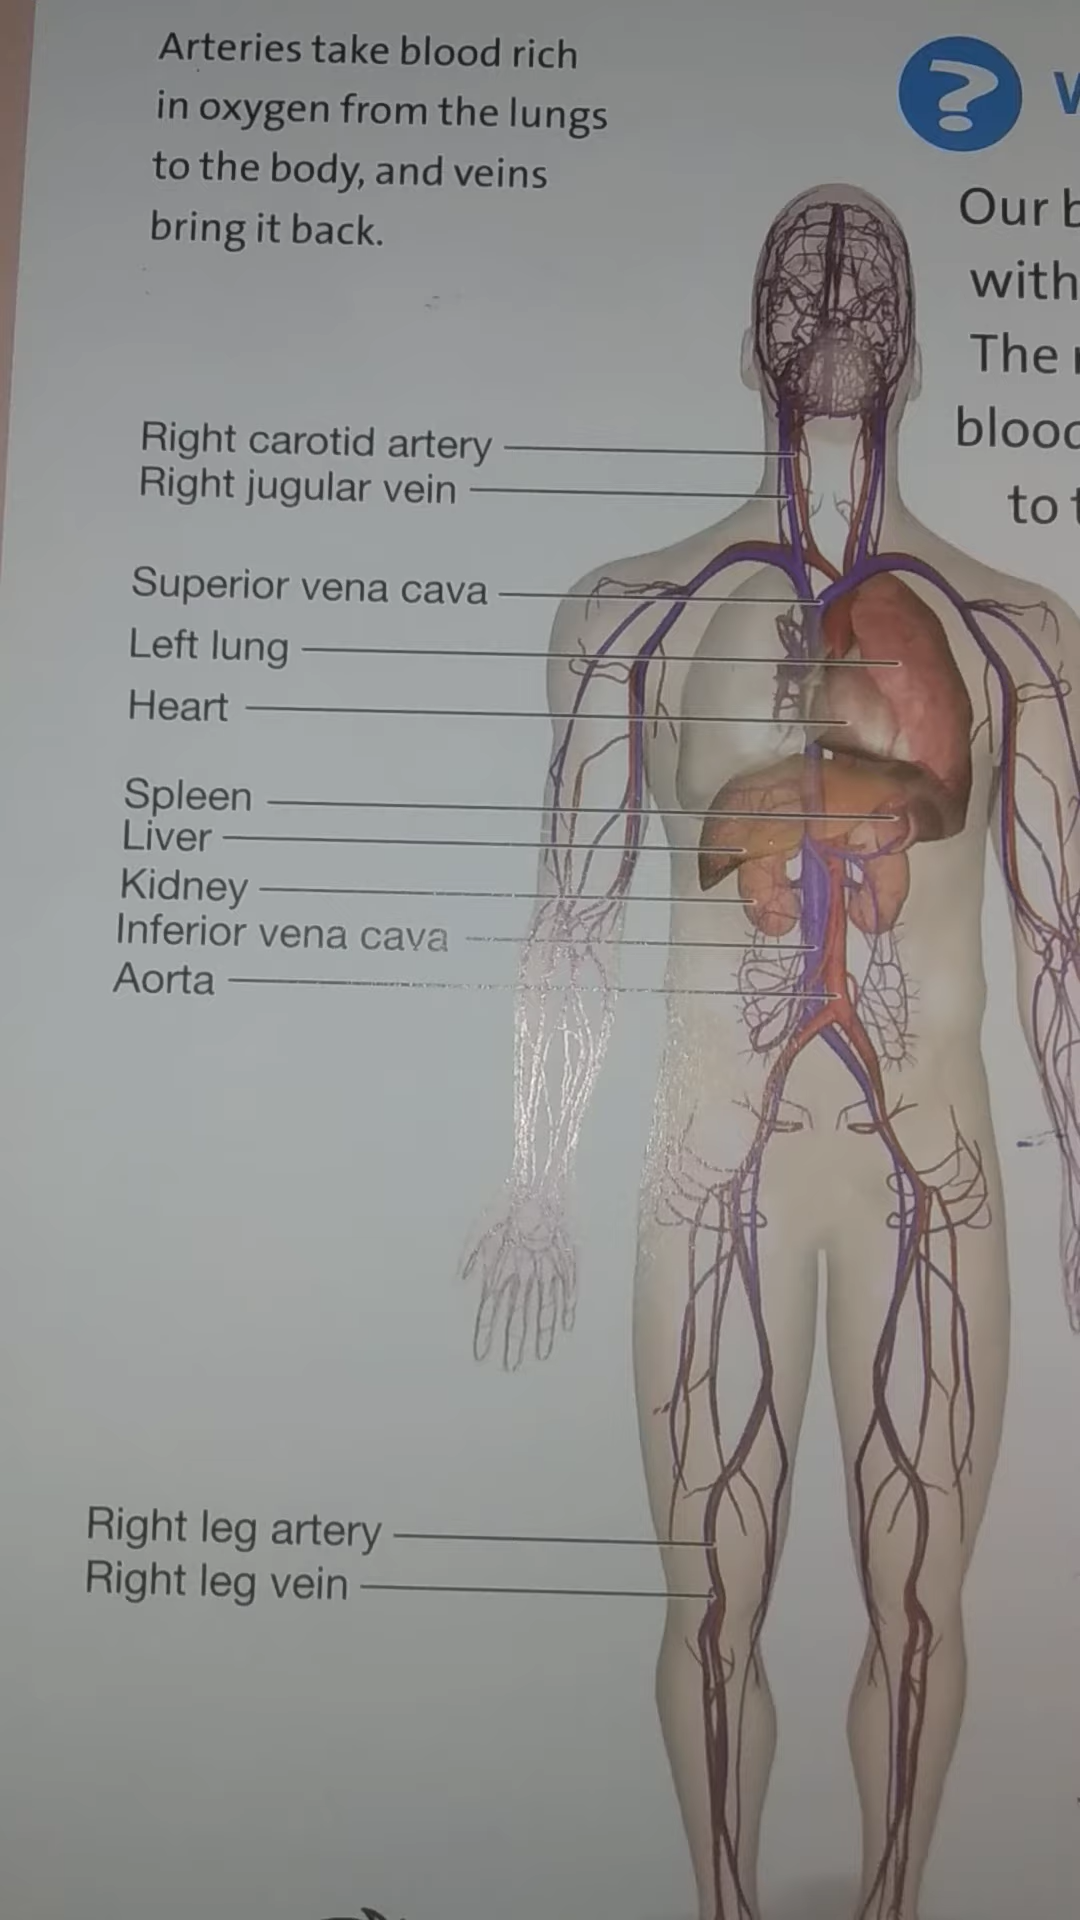 Arteries take blood rich
in oxygen from the lungs
to the body, and veins
bring it back.
?
Our
with
The
to
Right carotid artery
Right jugular vein
Superior vena cava
Left lung
Heart
Spleen
Liver
Kidney
Inferior vena cava
Aorta
Right leg artery
Right leg vein